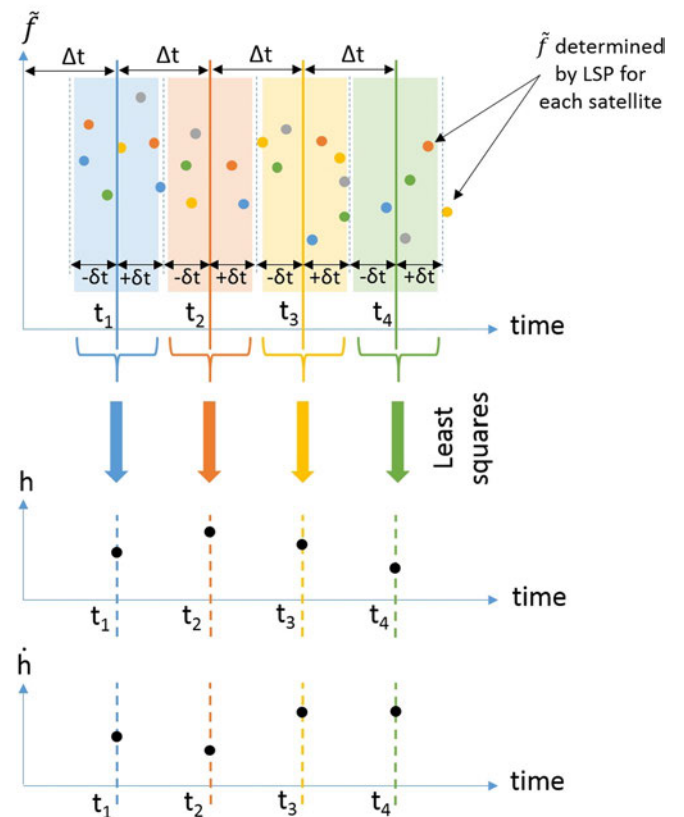 f̃
Δt Δt Δt Δt
f̃ determined
by LSP for
each satellite
-δt +δt -δt +δt -δt +δt -δt +δt
t₁ t₂ t₃ t₄
time
Least
squares
h
t₁ t₂ t₃ t₄
time
ḣ
t₁ t₂ t₃ t₄
time